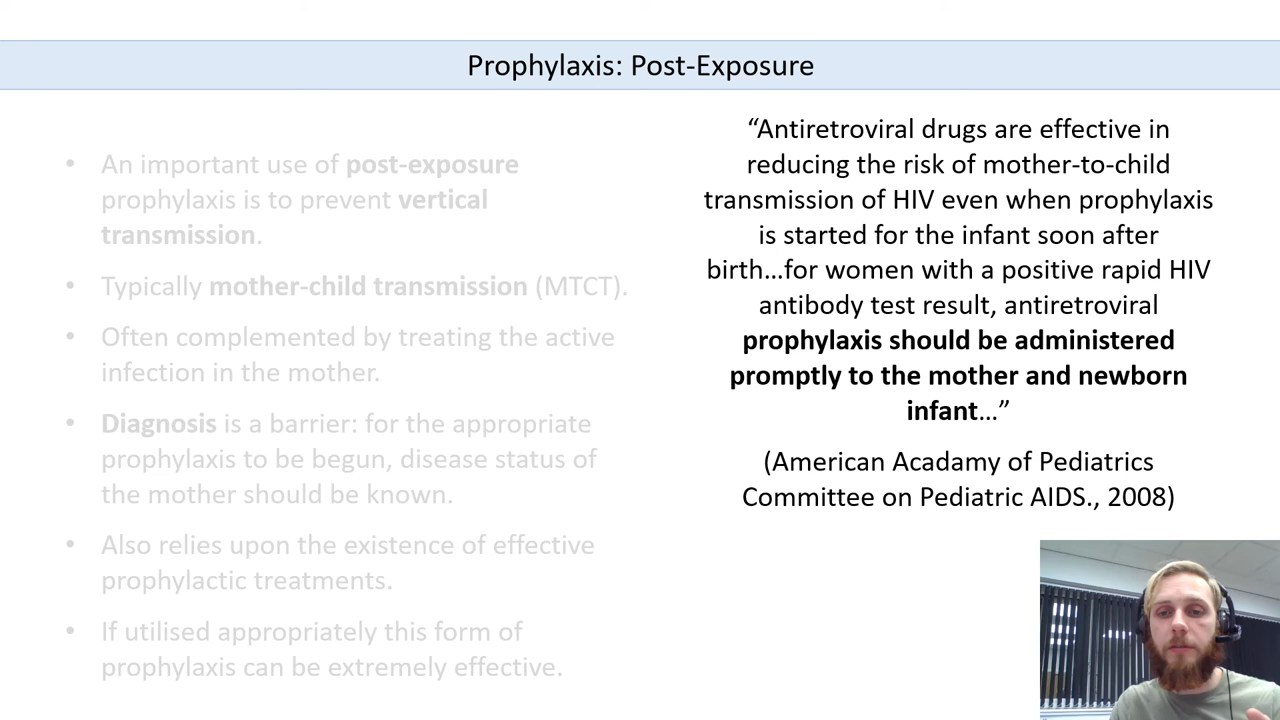 Prophylaxis: Post-Exposure
• An important use of post-exposure
prophylaxis is to prevent vertical
transmission.
• Typically mother-child transmission (MTCT).
• Often complemented by treating the active
infection in the mother.
• Diagnosis is a barrier: for the appropriate
prophylaxis to be begun, disease status of
the mother should be known.
• Also relies upon the existence of effective
prophylactic treatments.
• If utilised appropriately this form of
prophylaxis can be extremely effective.
“Antiretroviral drugs are effective in
reducing the risk of mother-to-child
transmission of HIV even when prophylaxis
is started for the infant soon after
birth…for women with a positive rapid HIV
antibody test result, antiretroviral
prophylaxis should be administered
promptly to the mother and newborn
infant…”
(American Acadamy of Pediatrics
Committee on Pediatric AIDS., 2008)